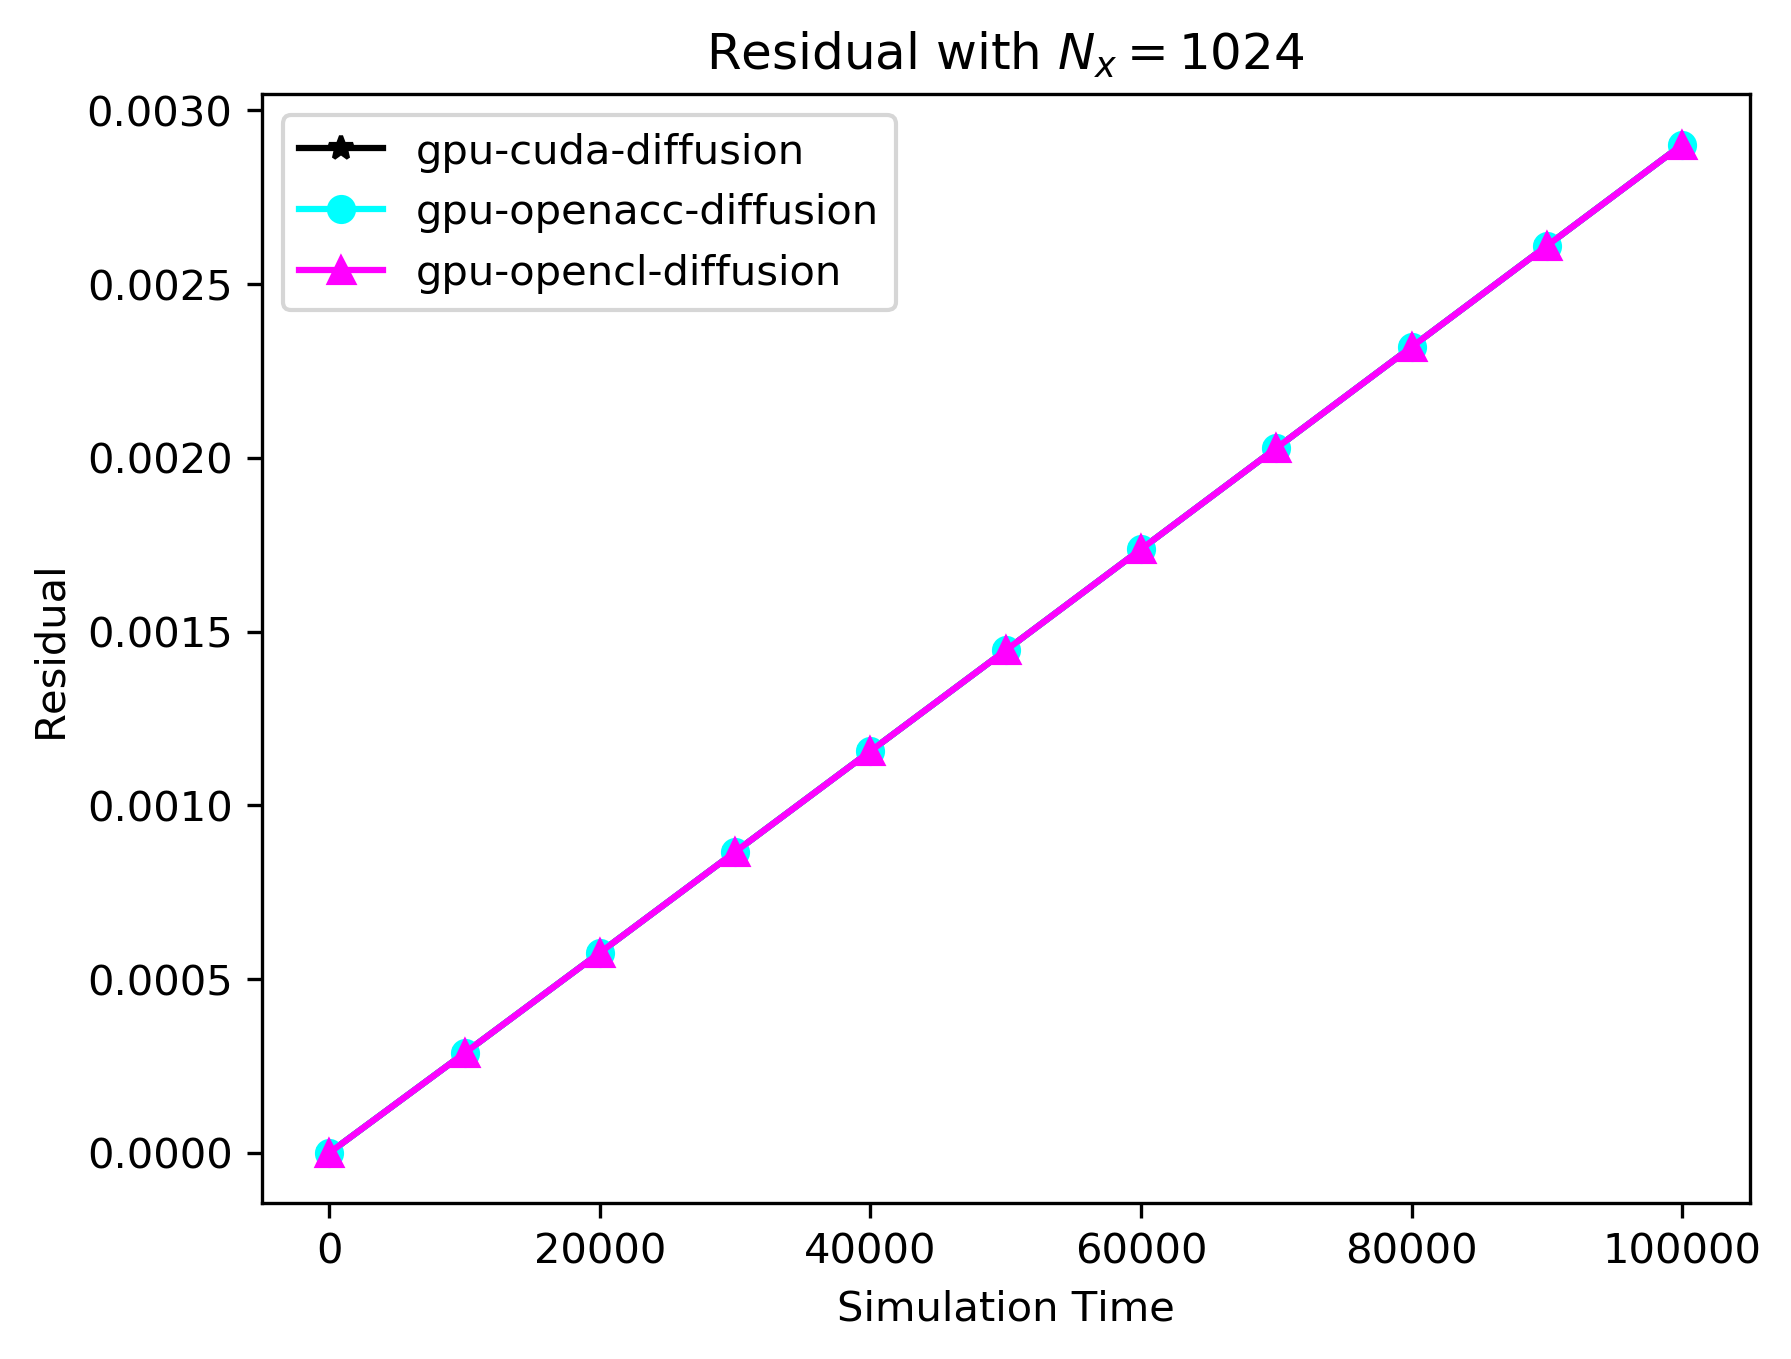 Residual with Nₓ = 1024
0.0030
0.0025
0.0020
0.0015
0.0010
0.0005
0.0000
Residual
gpu-cuda-diffusion
gpu-openacc-diffusion
gpu-opencl-diffusion
0 20000 40000 60000 80000 100000
Simulation Time